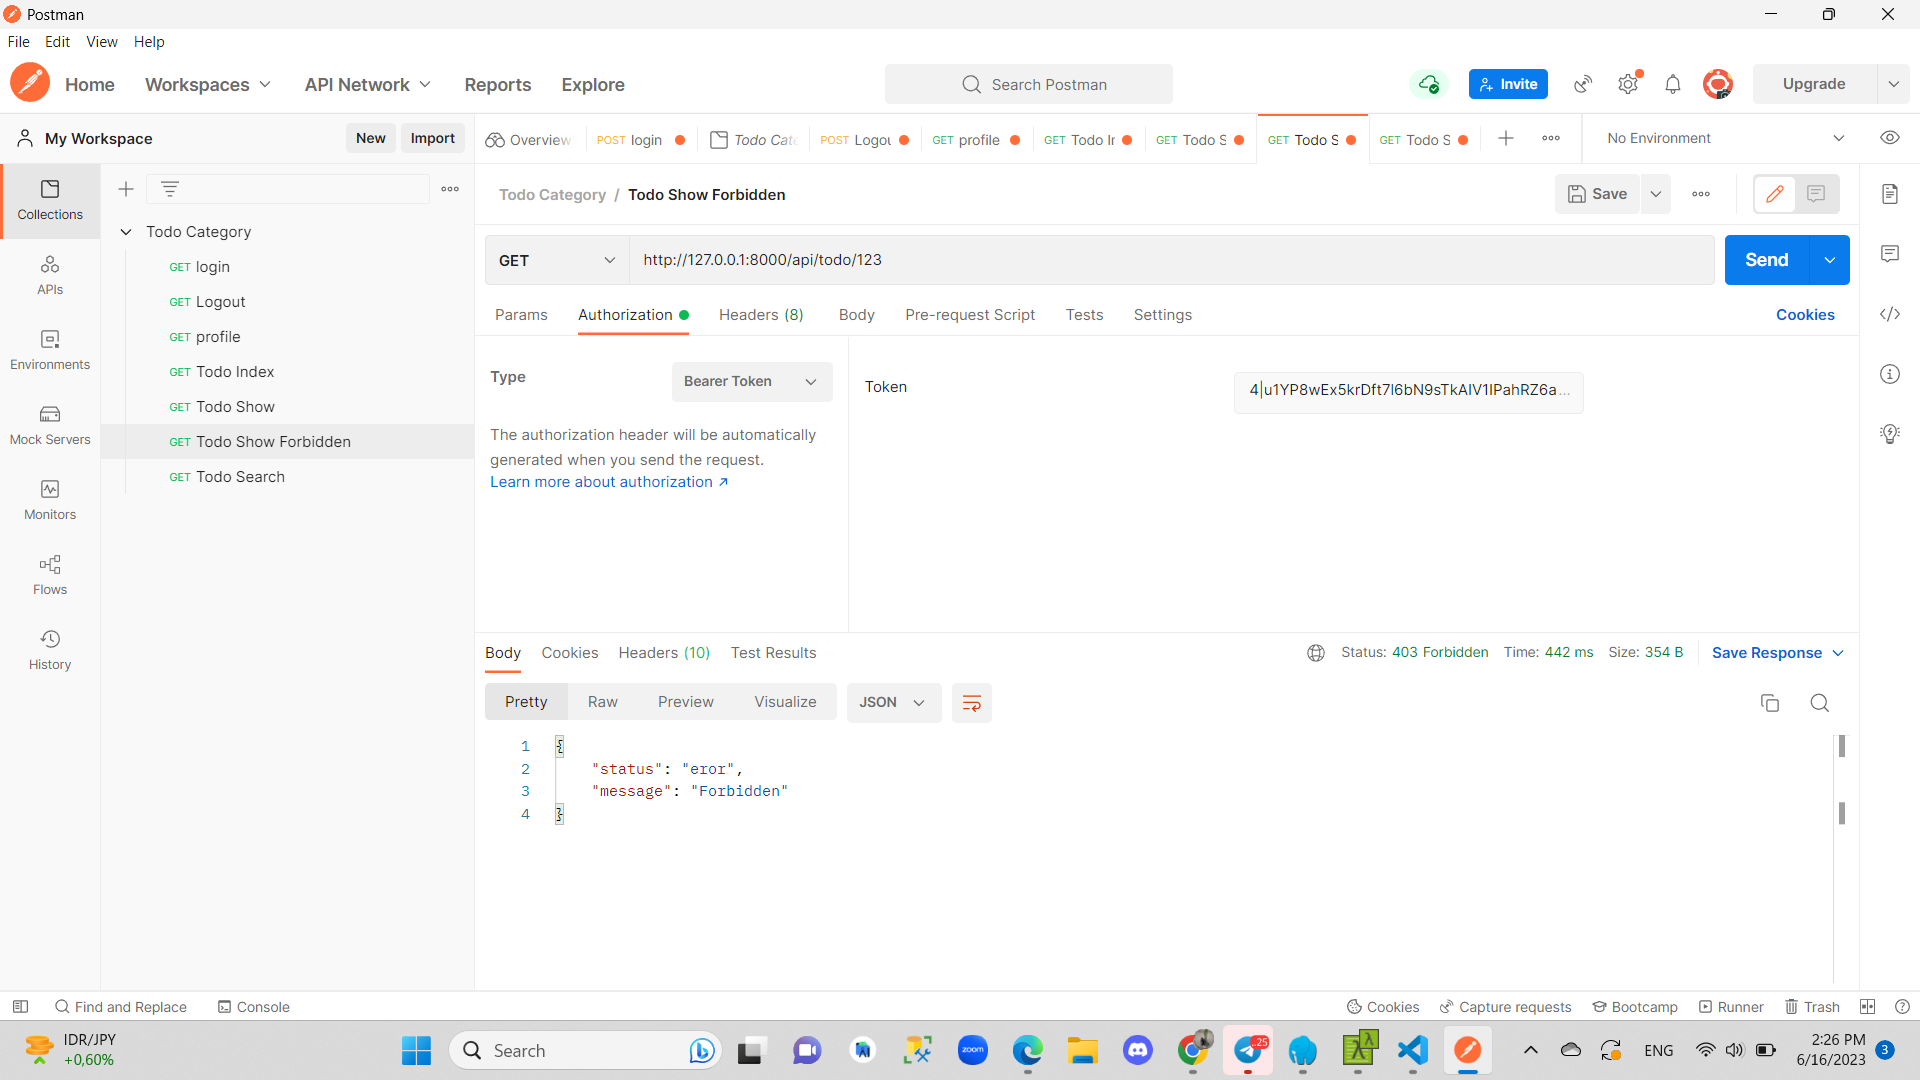 Postman
File Edit View Help
Home Workspaces API Network Reports Explore Search Postman Invite Upgrade
My Workspace New Import Overview POST login Todo Cate POST Logou GET profile GET Todo In GET Todo S GET Todo S GET Todo S No Environment
Todo Category / Todo Show Forbidden Save
Collections
Todo Category
GET login
GET Logout
GET profile
GET Todo Index
GET Todo Show
GET Todo Show Forbidden
GET Todo Search
APIs
Environments
Mock Servers
Monitors
Flows
History
GET http://127.0.0.1:8000/api/todo/123 Send
Params Authorization Headers (8) Body Pre-request Script Tests Settings Cookies
Type Bearer Token
Token 4|u1YP8wEx5krDft7l6bN9sTkAIV1IPahRZ6a...
The authorization header will be automatically
generated when you send the request.
Learn more about authorization ↗
Body Cookies Headers (10) Test Results Status: 403 Forbidden Time: 442 ms Size: 354 B Save Response
Pretty Raw Preview Visualize JSON
1 {
2 "status": "eror",
3 "message": "Forbidden"
4 }
Find and Replace Console Cookies Capture requests Bootcamp Runner Trash
IDR/JPY
+0,60%
Search
zoom
..25
ENG
2:26 PM
6/16/2023
3